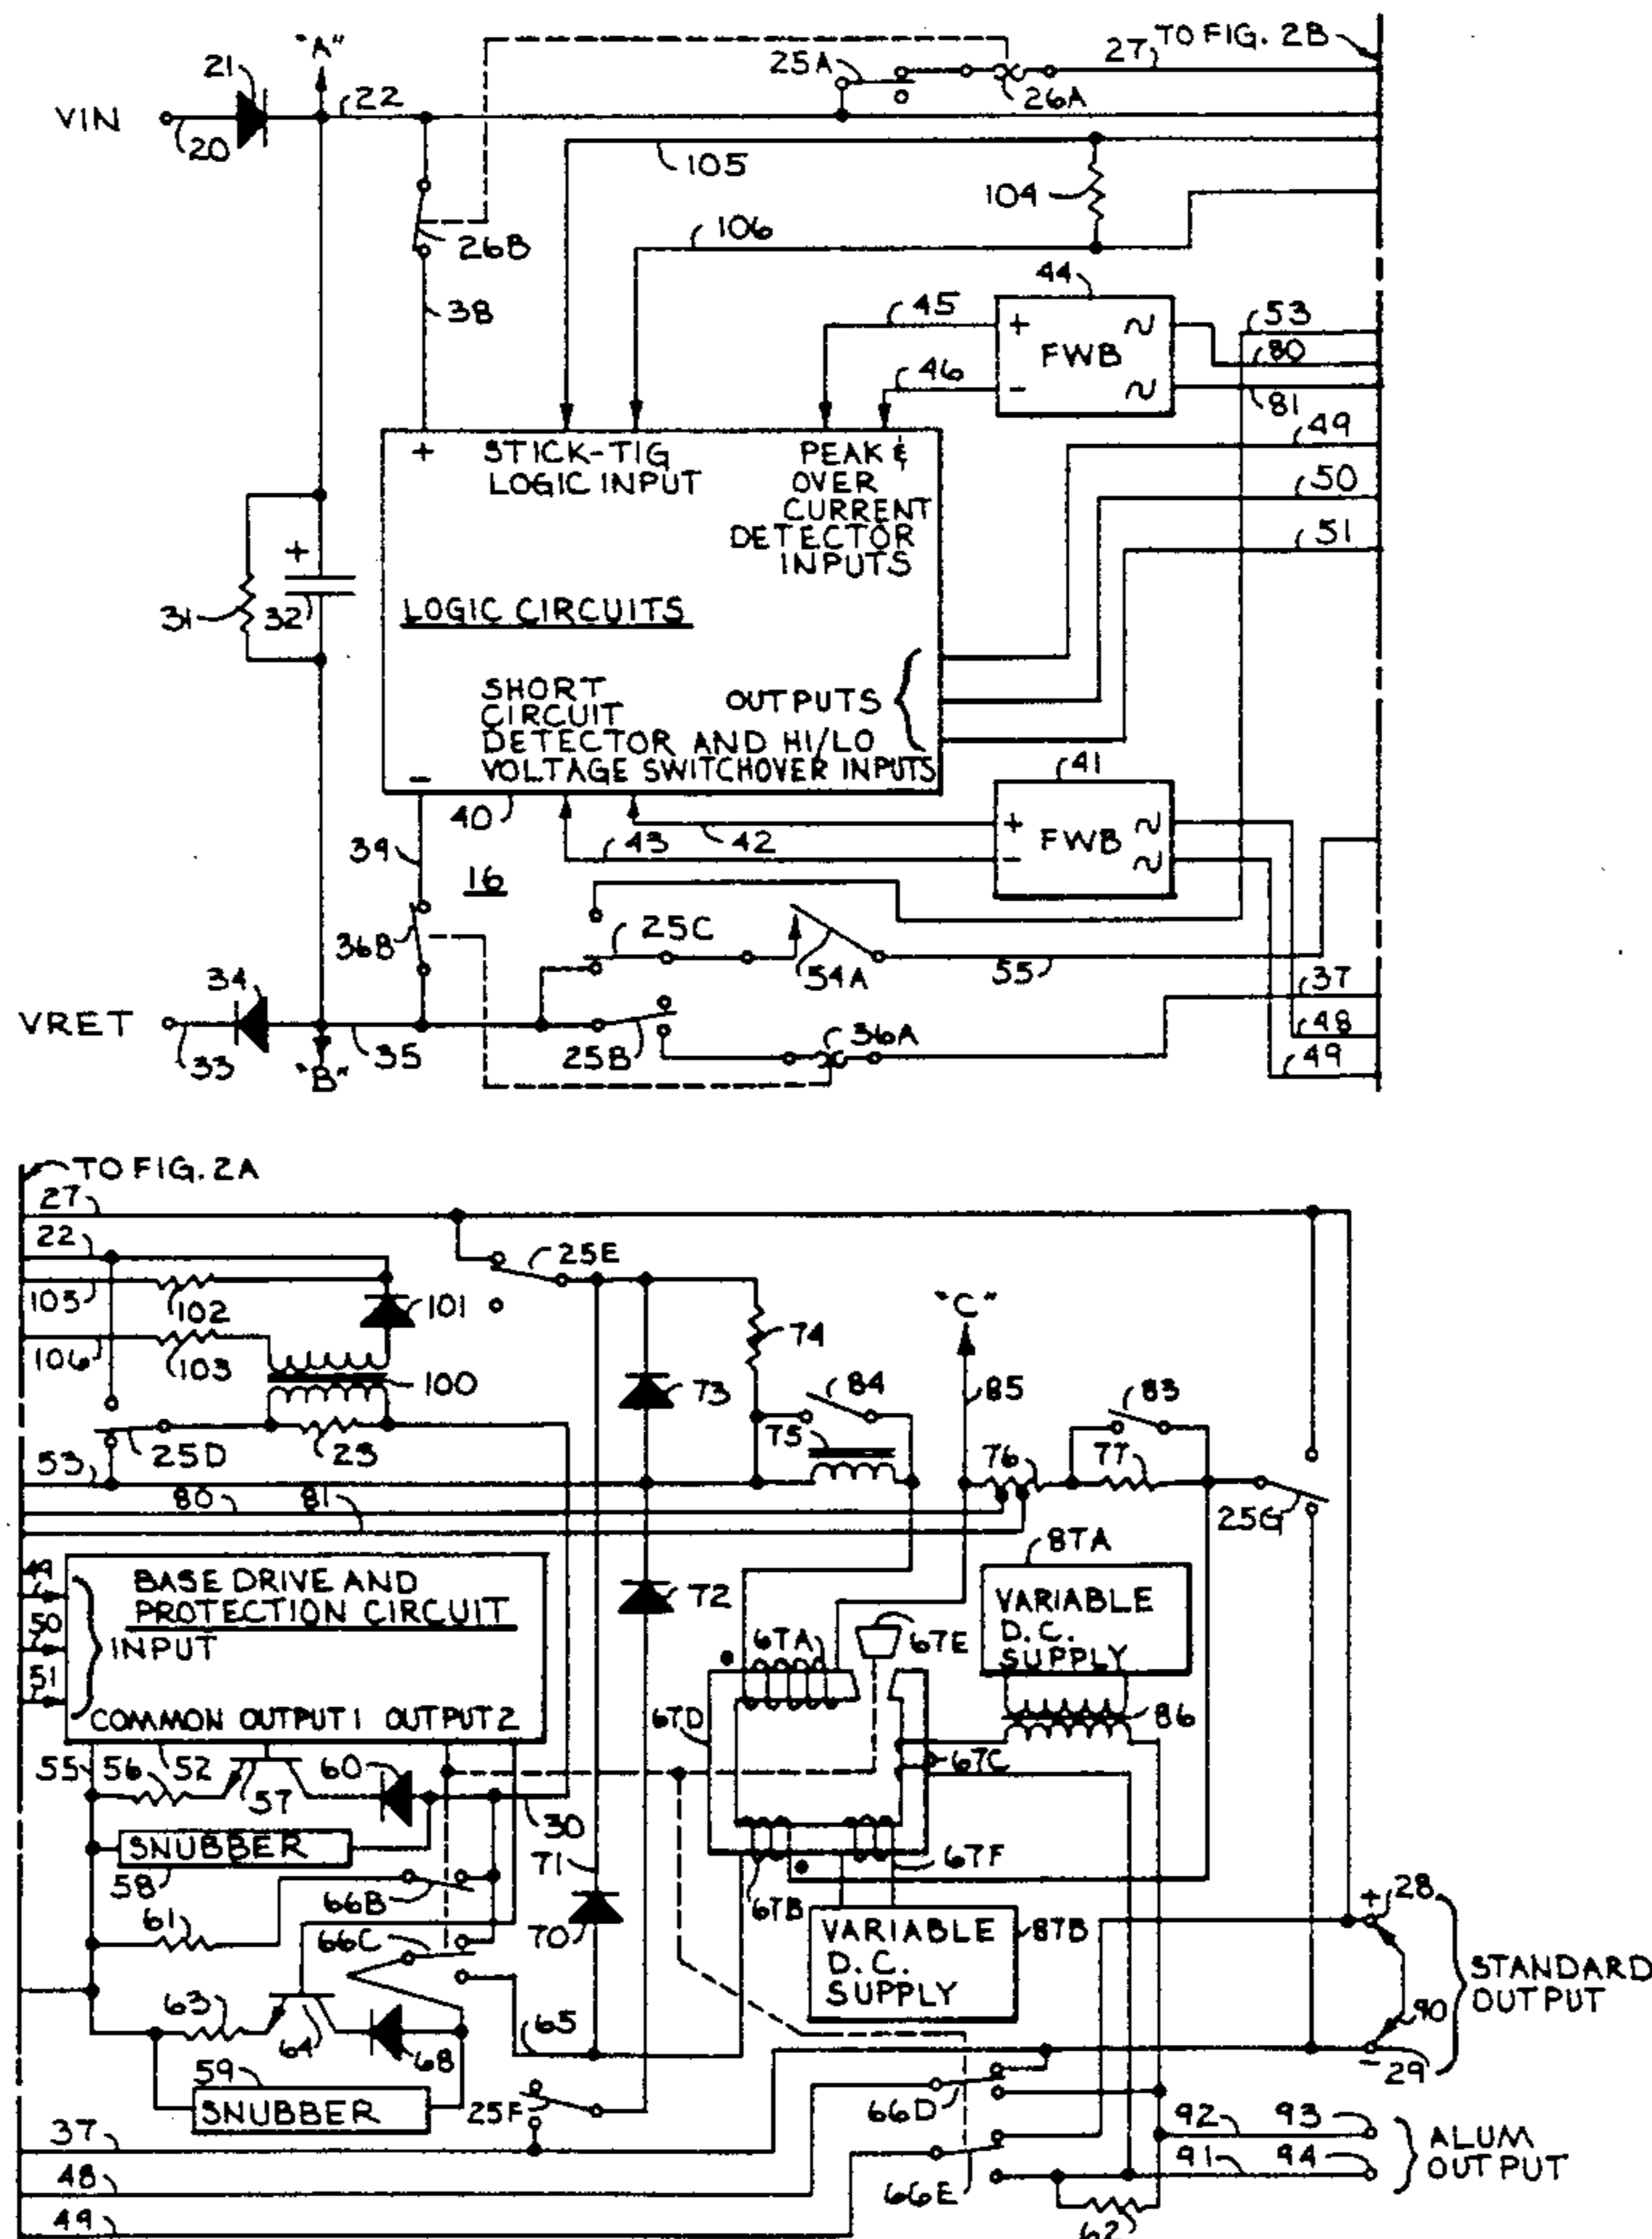 "A"
21
22
VIN
20
25A
27
TO FIG. 2B
26A
105
104
106
26B
38
44
45
46
+
-
FWB
53
80
81
49
50
51
+
STICK-TIG
LOGIC INPUT
PEAK &
OVER
CURRENT
DETECTOR
INPUTS
31
+
32
LOGIC CIRCUITS
OUTPUTS
SHORT
CIRCUIT
DETECTOR AND HI/LO
VOLTAGE SWITCHOVER INPUTS
-
40
41
+
-
FWB
42
43
39
16
36B
25C
54A
55
34
VRET
33
35
"B"
25B
36A
37
48
49
TO FIG. 2A
27
22
105
102
101
106
103
100
25E
"C"
74
73
84
85
83
75
76
77
25D
23
53
80
81
25G
49
50
51
BASE DRIVE AND
PROTECTION CIRCUIT
INPUT
COMMON OUTPUT 1 OUTPUT 2
72
87A
VARIABLE
D.C.
SUPPLY
67A
67E
67D
86
67C
55
56
52
57
60
30
SNUBBER
58
66B
71
67B
67F
61
66C
70
VARIABLE
D.C.
SUPPLY
87B
+
28
STANDARD
OUTPUT
90
-
29
63
64
68
65
59
SNUBBER
25F
66D
37
92
93
ALUM
OUTPUT
91
94
48
66E
49
62